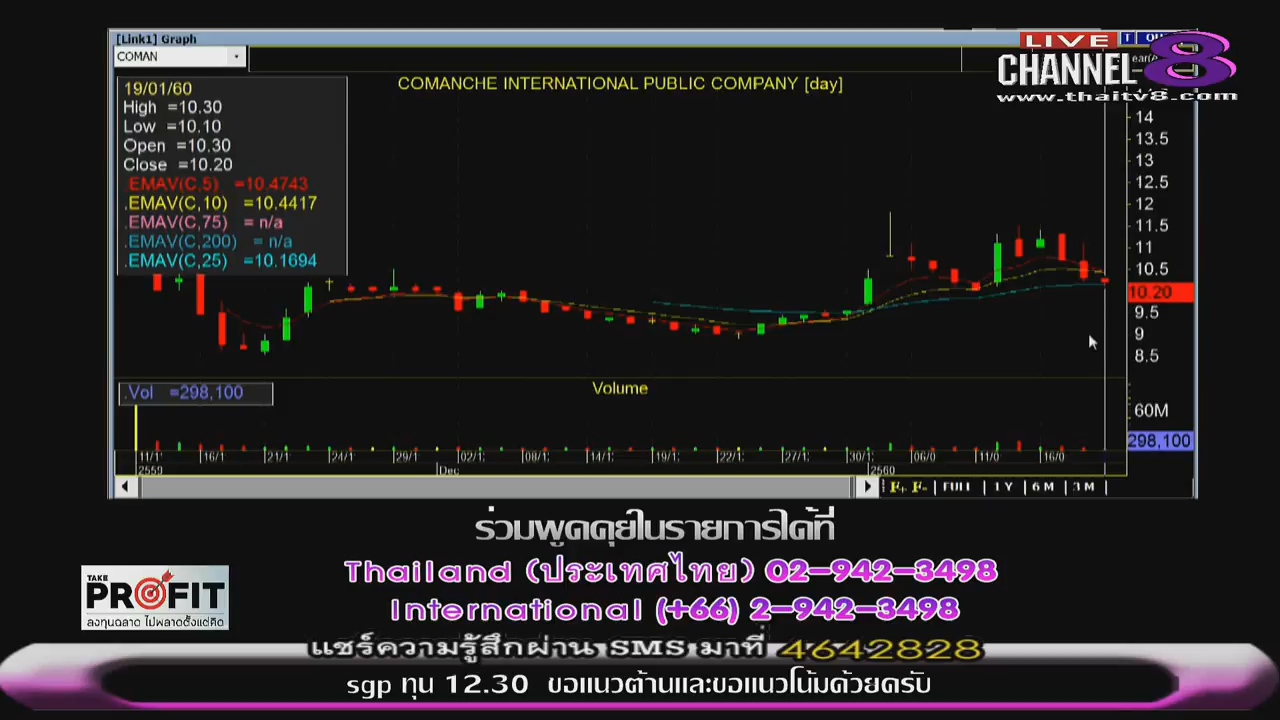 [Link1] Graph
COMAN
LIVE
CHANNEL 8
www.thaitv8.com
COMANCHE INTERNATIONAL PUBLIC COMPANY [day]
19/01/60
High =10.30
Low =10.10
Open =10.30
Close =10.20
.EMAV(C,5) =10.4743
.EMAV(C,10) =10.4417
.EMAV(C,75) = n/a
.EMAV(C,200) = n/a
.EMAV(C,25) =10.1694
14
13.5
13
12.5
12
11.5
11
10.5
10.20
9.5
9
8.5
.Vol =298,100
Volume
60M
298,100
11/1 16/1 21/1 24/1 29/1 02/1 08/1 14/1 19/1 22/1 27/1 30/1 06/0 11/0 16/0
2559 Dec 2560
F+ F- FULL 1 Y 6 M 3 M
ร่วมพูดคุยในรายการได้ที่
Thailand (ประเทศไทย) 02-942-3498
International (+66) 2-942-3498
TAKE
PROFIT
ลงทุนฉลาด ไม่พลาดตั้งแต่คิด
แชร์ความรู้สึกผ่าน SMS มาที่ 4642828
sgp ทุน 12.30 ขอแนวต้านและขอแนวโน้มด้วยครับ